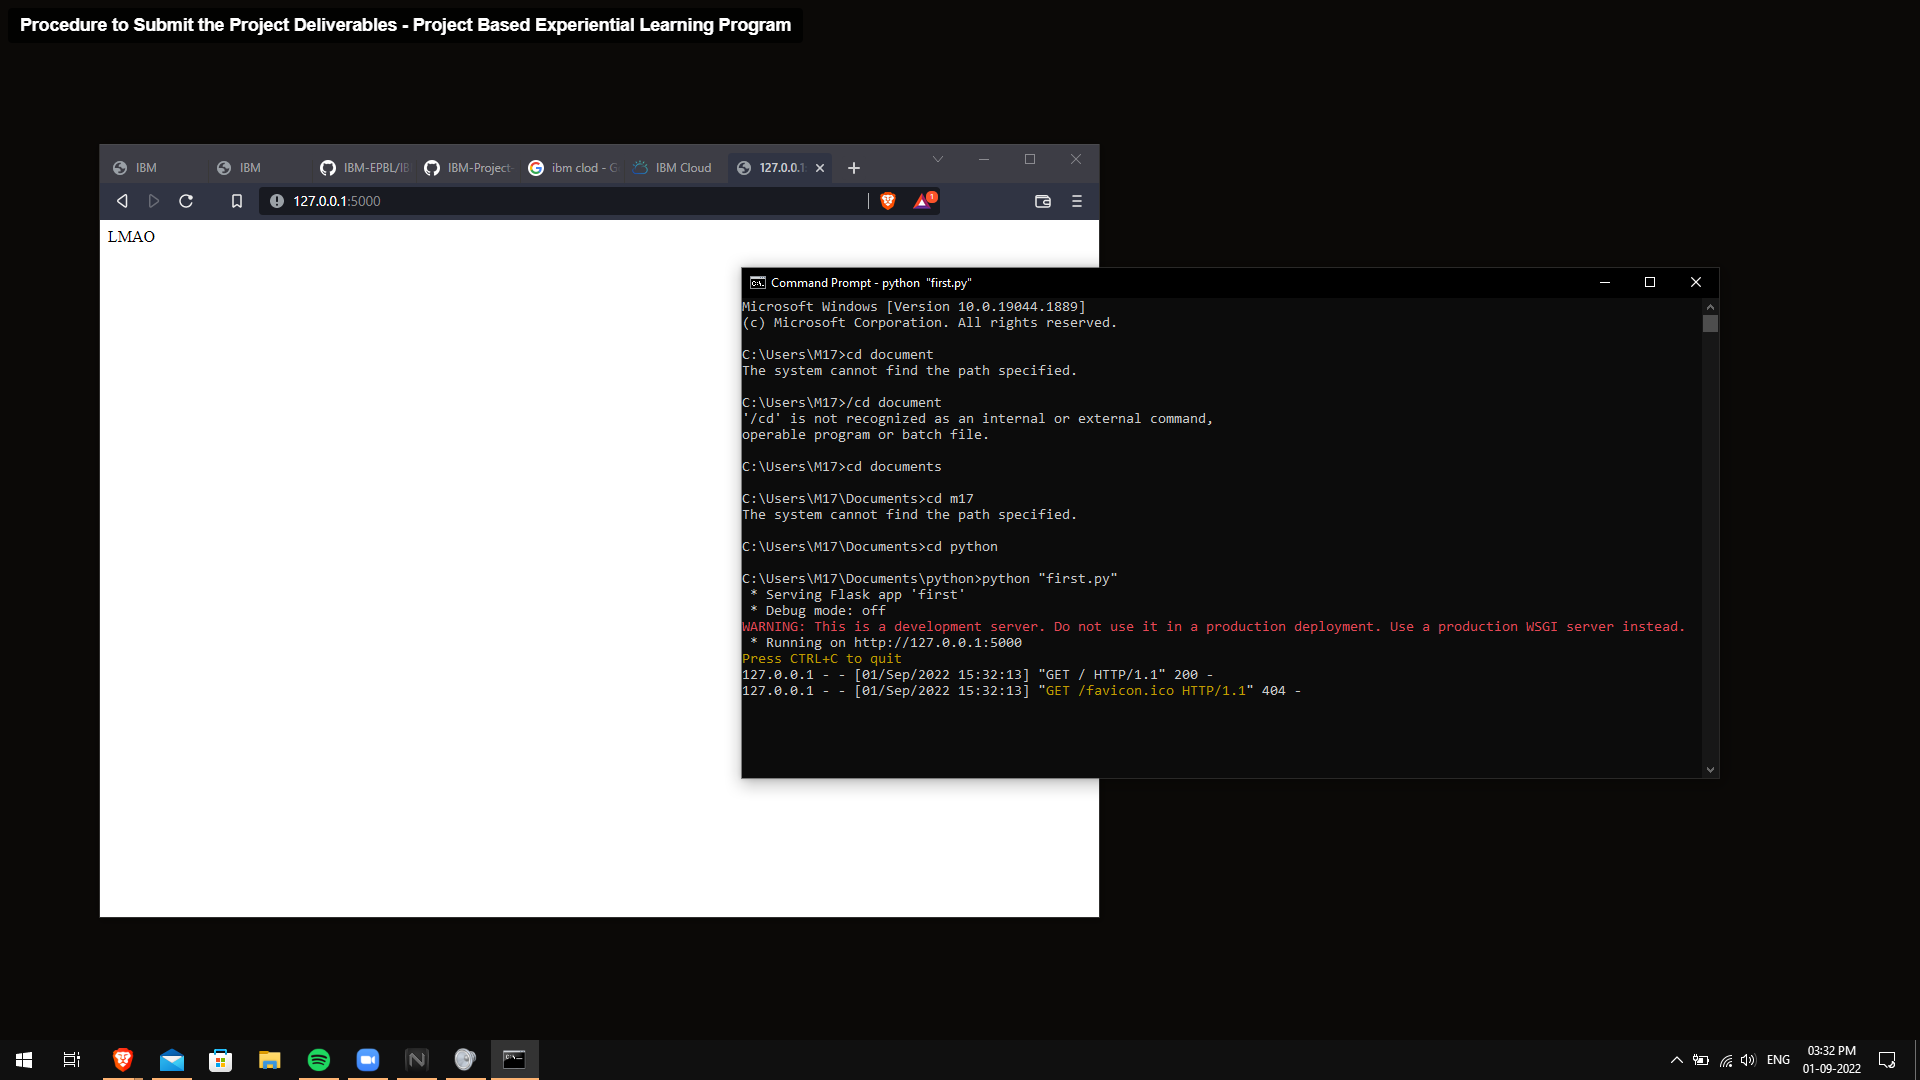 Procedure to Submit the Project Deliverables - Project Based Experiential Learning Program
IBM
IBM
IBM-EPBL/IB
IBM-Project-
ibm clod - G
IBM Cloud
127.0.0.1:
127.0.0.1:5000
1
LMAO
Command Prompt - python "first.py"
Microsoft Windows [Version 10.0.19044.1889]
(c) Microsoft Corporation. All rights reserved.
C:\Users\M17>cd document
The system cannot find the path specified.
C:\Users\M17>/cd document
'/cd' is not recognized as an internal or external command,
operable program or batch file.
C:\Users\M17>cd documents
C:\Users\M17\Documents>cd m17
The system cannot find the path specified.
C:\Users\M17\Documents>cd python
C:\Users\M17\Documents\python>python "first.py"
 * Serving Flask app 'first'
 * Debug mode: off
WARNING: This is a development server. Do not use it in a production deployment. Use a production WSGI server instead.
 * Running on http://127.0.0.1:5000
Press CTRL+C to quit
127.0.0.1 - - [01/Sep/2022 15:32:13] "GET / HTTP/1.1" 200 -
127.0.0.1 - - [01/Sep/2022 15:32:13] "GET /favicon.ico HTTP/1.1" 404 -
ENG
03:32 PM
01-09-2022